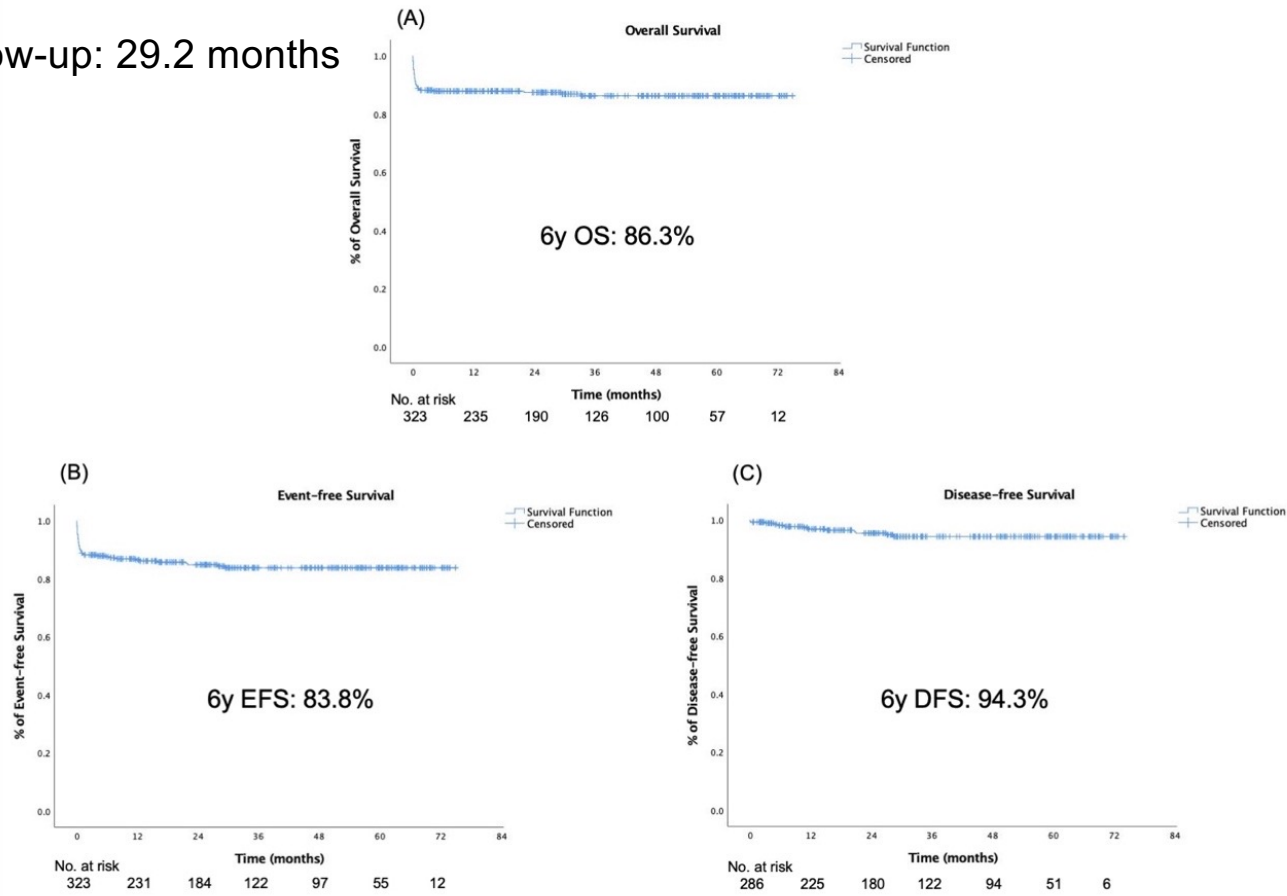 ow-up: 29.2 months
(A)
Overall Survival
Survival Function
Censored
% of Overall Survival
1.0
0.8
0.6
0.4
0.2
0.0
6y OS: 86.3%
0 12 24 36 48 60 72 84
Time (months)
No. at risk
323 235 190 126 100 57 12
(B)
Event-free Survival
Survival Function
Censored
% of Event-free Survival
1.0
0.8
0.6
0.4
0.2
0.0
6y EFS: 83.8%
0 12 24 36 48 60 72 84
Time (months)
No. at risk
323 231 184 122 97 55 12
(C)
Disease-free Survival
Survival Function
Censored
% of Disease-free Survival
1.0
0.8
0.6
0.4
0.2
0.0
6y DFS: 94.3%
0 12 24 36 48 60 72 84
Time (months)
No. at risk
286 225 180 122 94 51 6